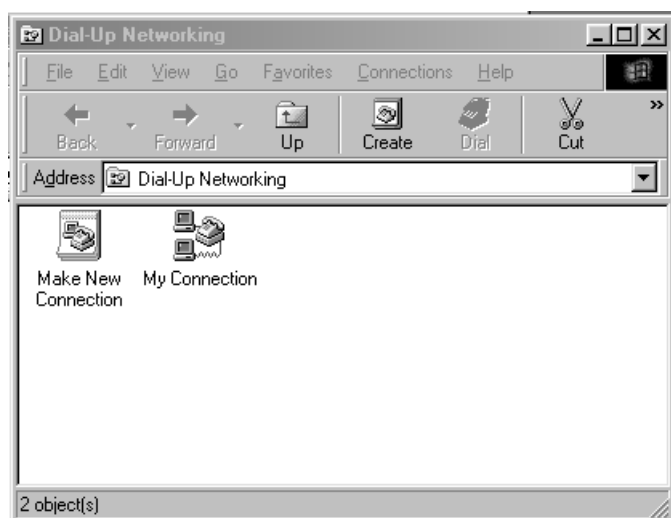 Dial-Up Networking
File Edit View Go Favorites Connections Help
Back Forward Up Create Dial Cut »
Address Dial-Up Networking
Make New Connection
My Connection
2 object(s)